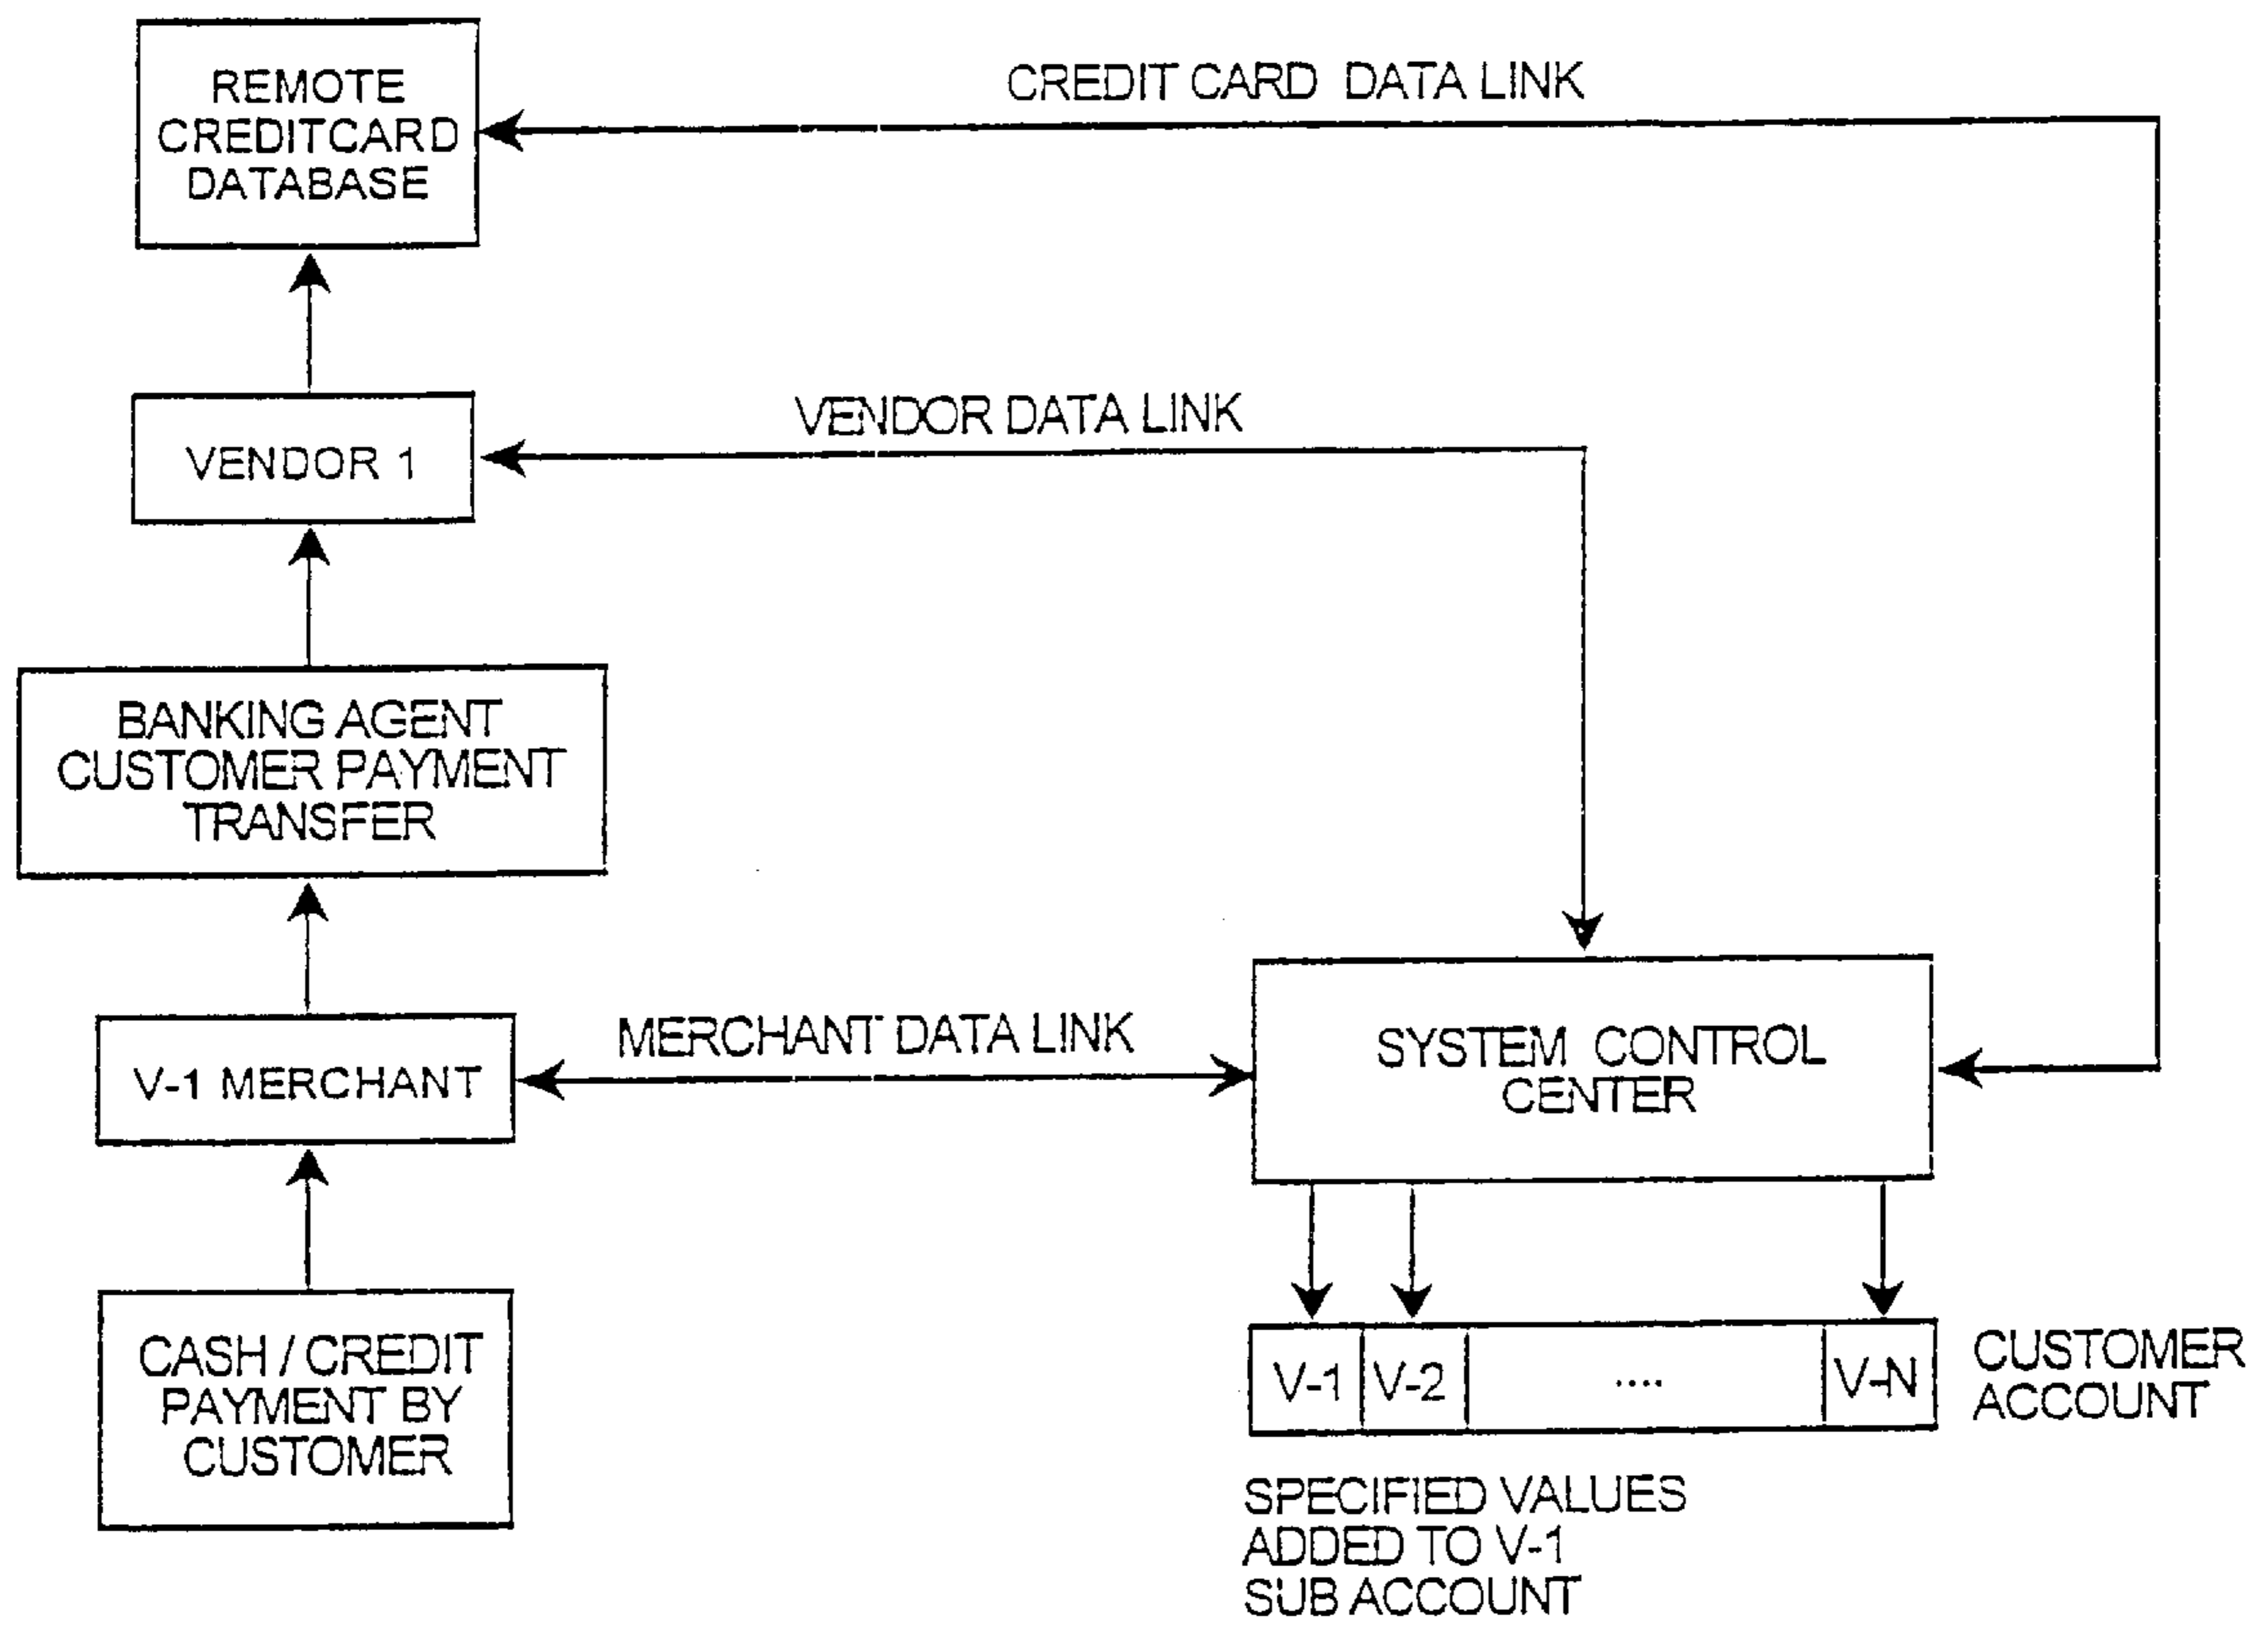 REMOTE
CREDITCARD
DATABASE
CREDIT CARD DATA LINK
VENDOR 1
VENDOR DATA LINK
BANKING AGENT
CUSTOMER PAYMENT
TRANSFER
V-1 MERCHANT
MERCHANT DATA LINK
SYSTEM CONTROL
CENTER
CASH / CREDIT
PAYMENT BY
CUSTOMER
V-1 V-2 .... V-N
CUSTOMER
ACCOUNT
SPECIFIED VALUES
ADDED TO V-1
SUB ACCOUNT